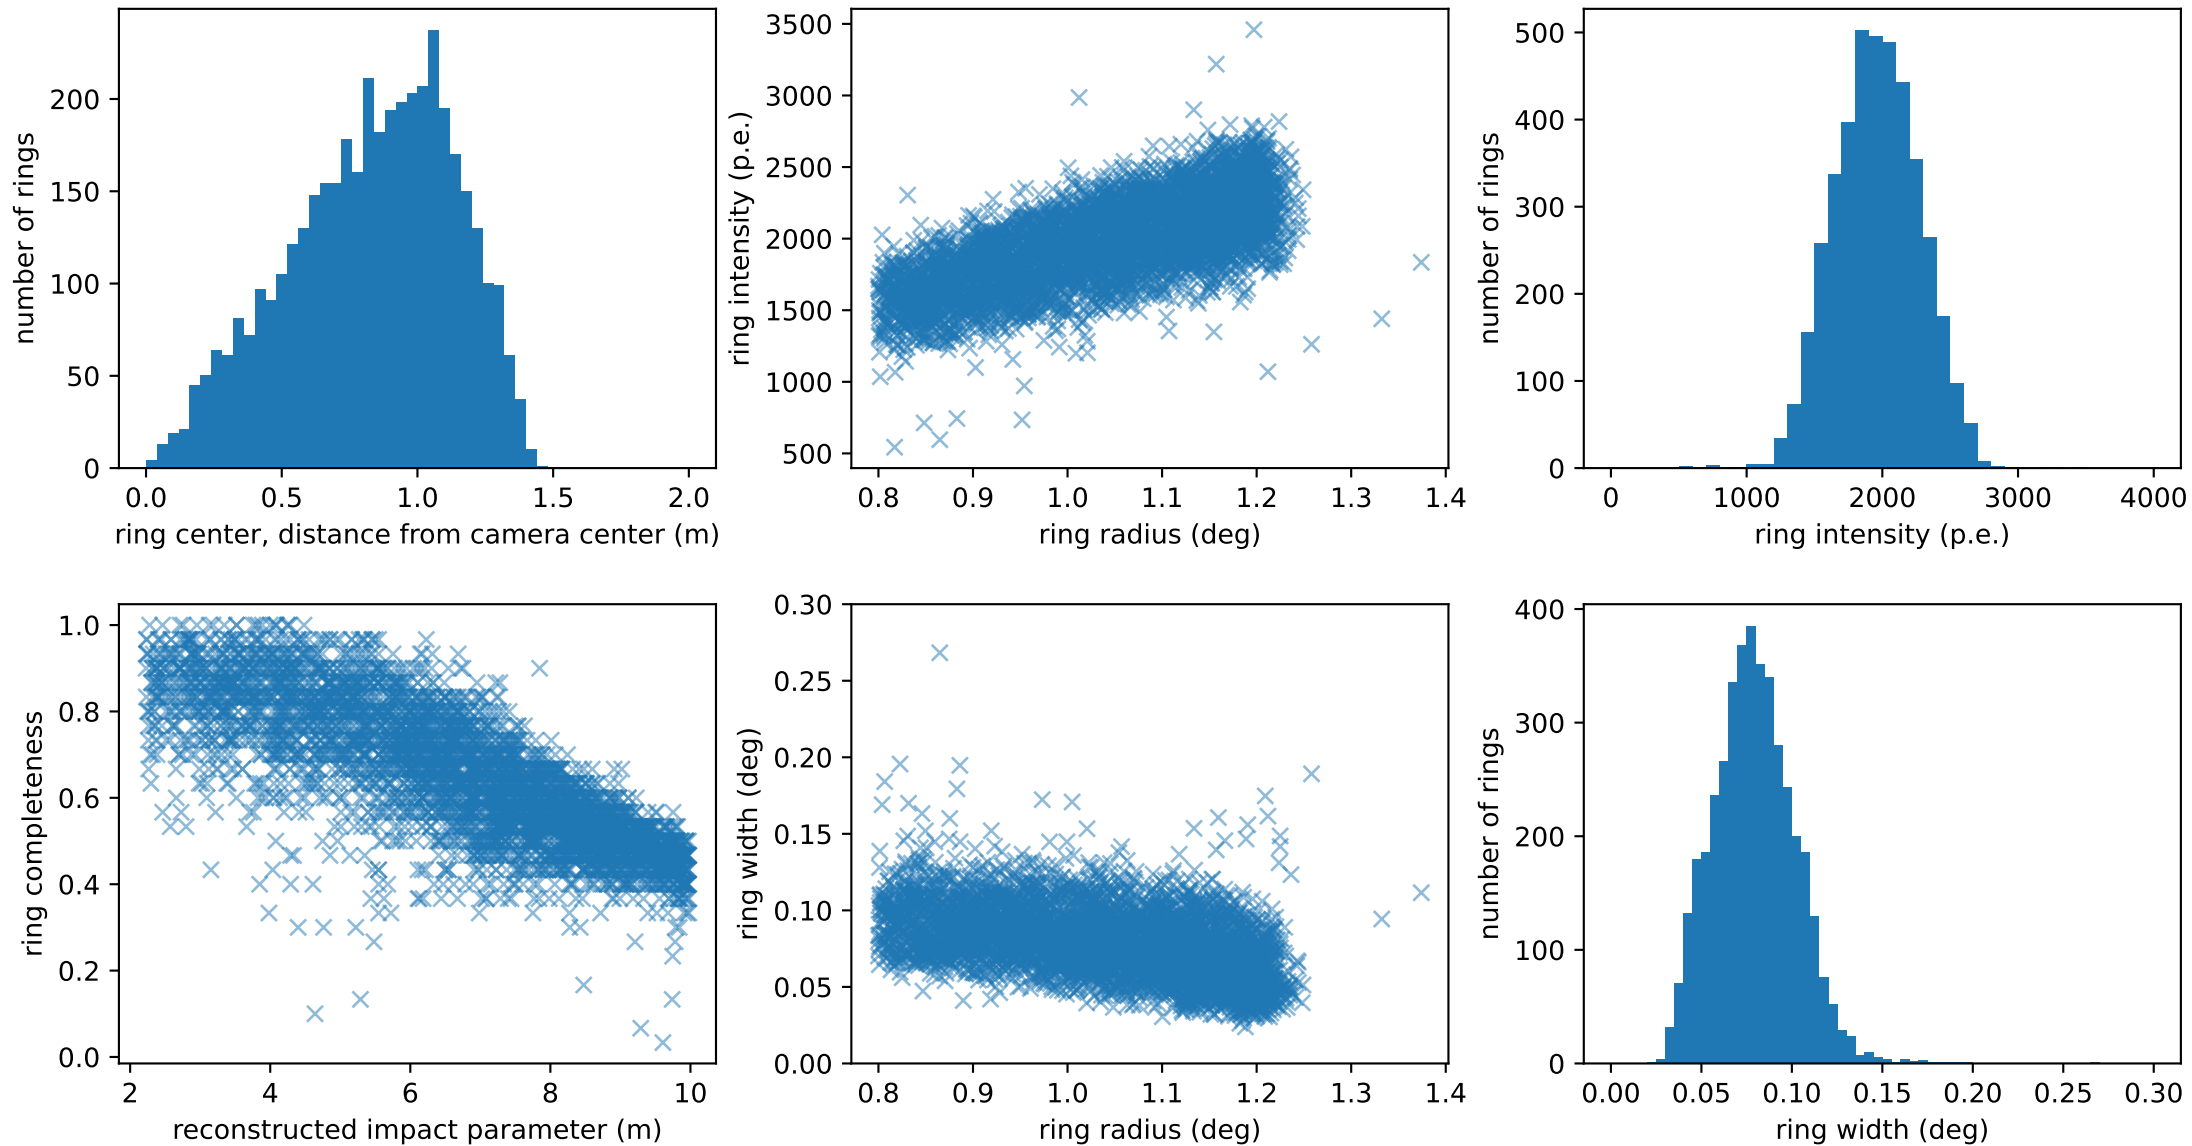 number of rings
200
150
100
50
0
0.0 0.5 1.0 1.5 2.0
ring center, distance from camera center (m)
ring intensity (p.e.)
3500
3000
2500
2000
1500
1000
500
0.8 0.9 1.0 1.1 1.2 1.3 1.4
ring radius (deg)
number of rings
500
400
300
200
100
0
0 1000 2000 3000 4000
ring intensity (p.e.)
ring completeness
1.0
0.8
0.6
0.4
0.2
0.0
2 4 6 8 10
reconstructed impact parameter (m)
ring width (deg)
0.30
0.25
0.20
0.15
0.10
0.05
0.00
0.8 0.9 1.0 1.1 1.2 1.3 1.4
ring radius (deg)
number of rings
400
300
200
100
0
0.00 0.05 0.10 0.15 0.20 0.25 0.30
ring width (deg)